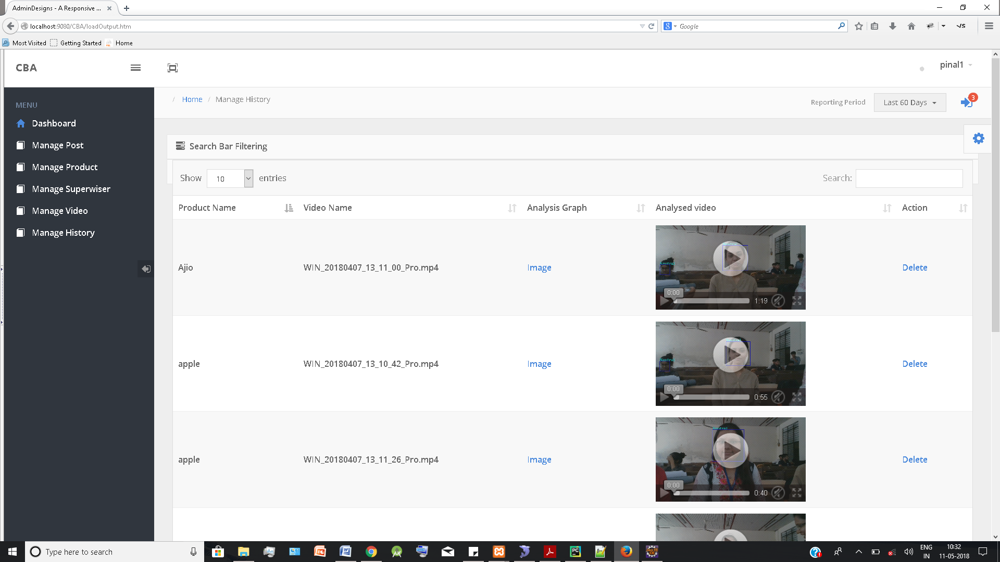 AdminDesigns - A Responsive ...
localhost:9080/CBA/loadOutput.htm
Google
Most Visited Getting Started Home
CBA
pinal1
MENU
Dashboard
Manage Post
Manage Product
Manage Superwiser
Manage Video
Manage History
/ Home / Manage History
Reporting Period Last 60 Days 3
Search Bar Filtering
Show 10 entries Search:
Product Name Video Name Analysis Graph Analysed video Action
Ajio WIN_20180407_13_11_00_Pro.mp4 Image Delete
Neutral
0:00
1:19
apple WIN_20180407_13_10_42_Pro.mp4 Image Delete
Neutral
0:00
0:55
apple WIN_20180407_13_11_26_Pro.mp4 Image Delete
Neutral
0:00
0:40
Type here to search
ENG
IN
10:32
11-05-2018